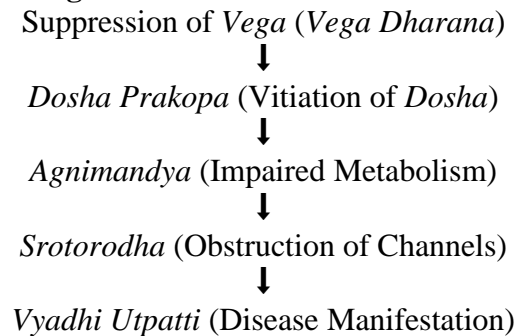 Suppression of Vega (Vega Dharana)
Dosha Prakopa (Vitiation of Dosha)
Agnimandya (Impaired Metabolism)
Srotorodha (Obstruction of Channels)
Vyadhi Utpatti (Disease Manifestation)